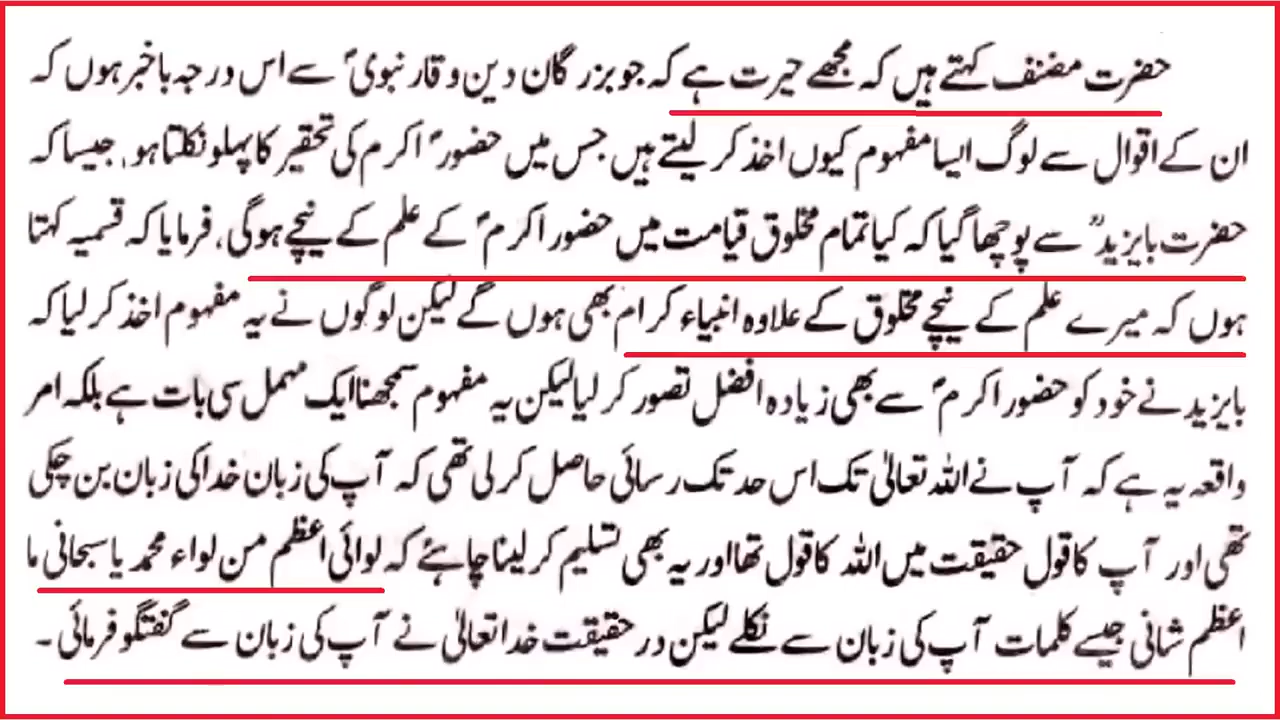 حضرت مصنف کہتے ہیں کہ مجھے حیرت ہے کہ جو بزرگان دین وقار نبویؐ سے اس درجہ باخبر ہوں کہ
ان کے اقوال سے لوگ ایسا مفہوم کیوں اخذ کر لیتے ہیں جس میں حضورؐ اکرم کی تحقیر کا پہلو نکلتا ہو، جیسا کہ
حضرت بایزیدؒ سے پوچھا گیا کہ کیا تمام مخلوق قیامت میں حضور اکرمؐ کے علم کے نیچے ہوگی، فرمایا کہ قسمیہ کہتا
ہوں کہ میرے علم کے نیچے مخلوق کے علاوہ انبیاء کرام بھی ہوں گے لیکن لوگوں نے یہ مفہوم اخذ کر لیا کہ
بایزید نے خود کو حضور اکرمؐ سے بھی زیادہ افضل تصور کر لیا لیکن یہ مفہوم سمجھنا ایک مہمل سی بات ہے بلکہ امر
واقعہ یہ ہے کہ آپ نے اللہ تعالیٰ تک اس حد تک رسائی حاصل کر لی تھی کہ آپ کی زبان خدا کی زبان بن چکی
تھی اور آپ کا قول حقیقت میں اللہ کا قول تھا اور یہ بھی تسلیم کر لینا چاہئے کہ لوائی اعظم من لواء محمد یا سبحانی ما
اعظم شانی جیسے کلمات آپ کی زبان سے نکلے لیکن در حقیقت خدا تعالیٰ نے آپ کی زبان سے گفتگو فرمائی۔